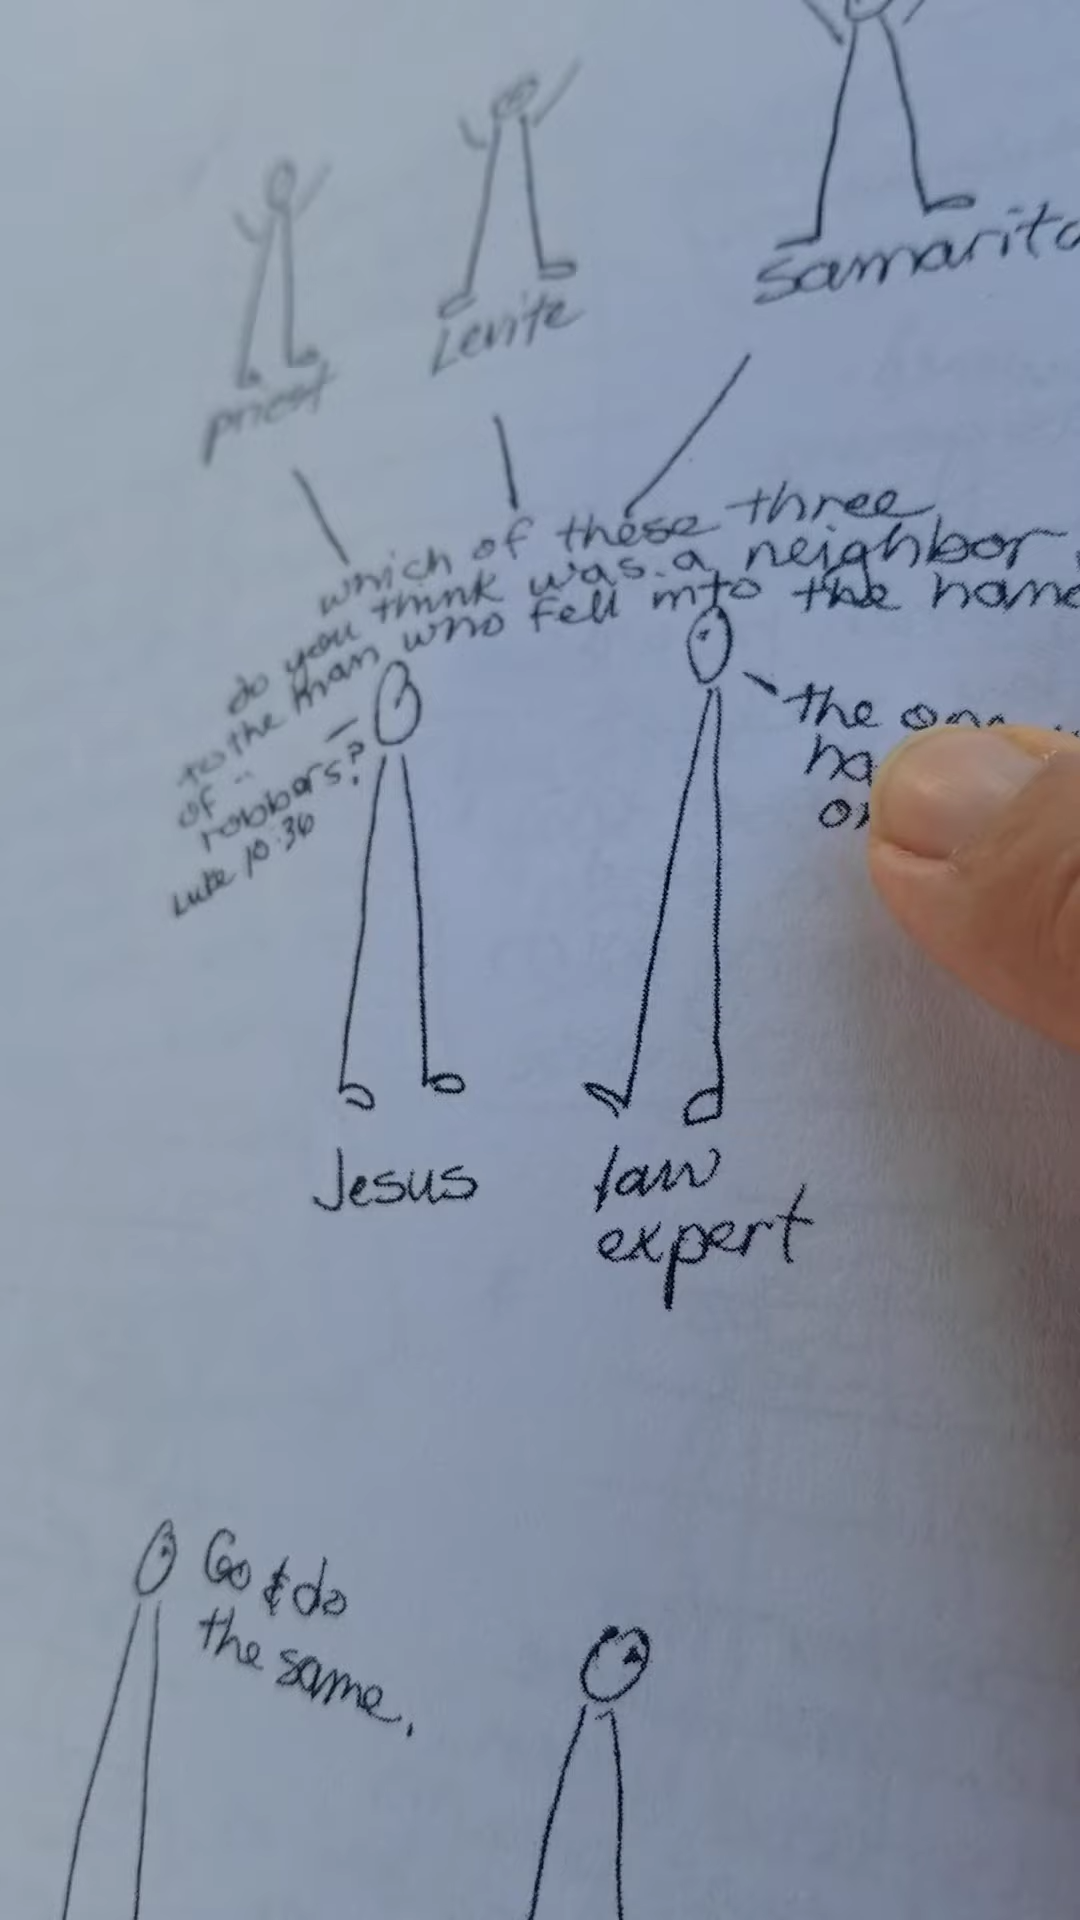 priest
Levite
Samarita
which of these three
do you think was a neighbor
to the man who fell into the hand
of
robbers?
Luke 10:36
the one
ha
Jesus
law
expert
Go & do
the same.